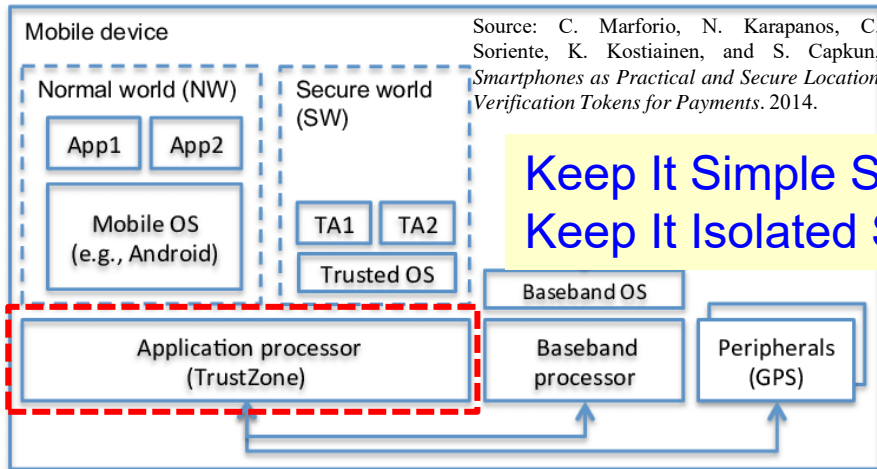 Mobile device
Source: C. Marforio, N. Karapanos, C.
Soriente, K. Kostiainen, and S. Capkun,
Smartphones as Practical and Secure Location
Verification Tokens for Payments. 2014.
Normal world (NW)
App1
App2
Mobile OS
(e.g., Android)
Secure world
(SW)
TA1
TA2
Trusted OS
Keep It Simple S
Keep It Isolated
Baseband OS
Application processor
(TrustZone)
Baseband
processor
Peripherals
(GPS)